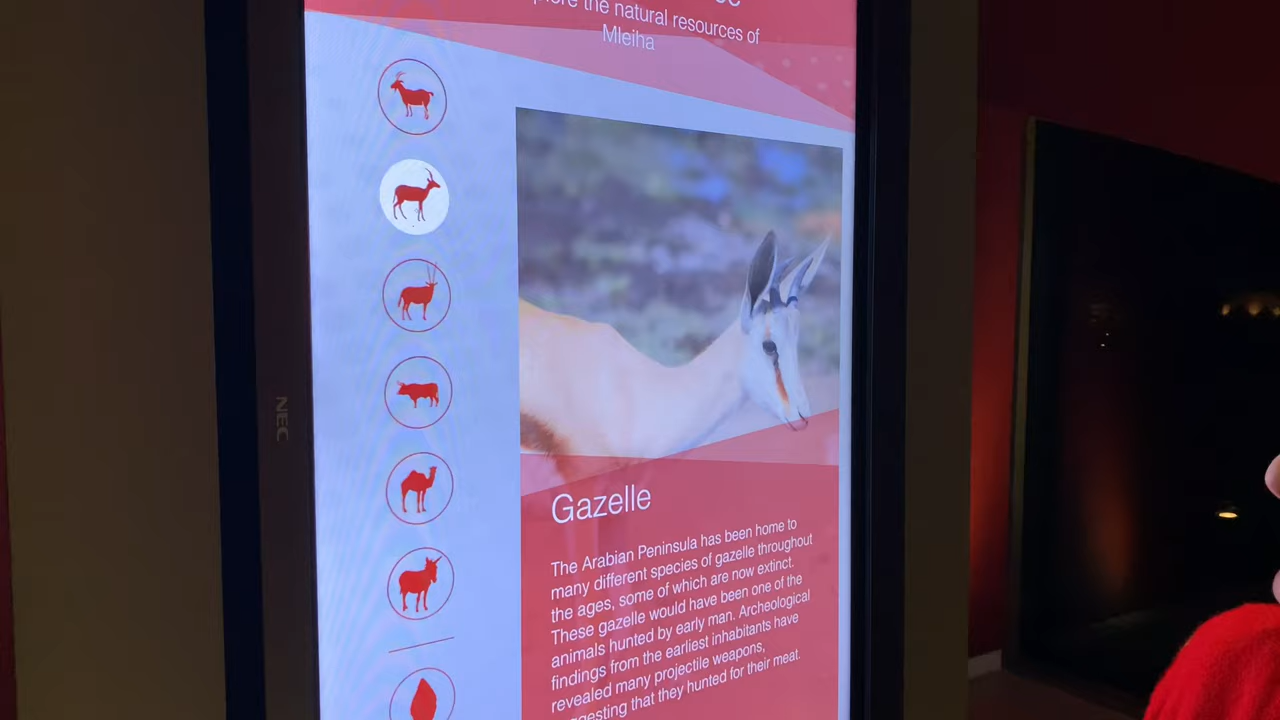 the natural resources of
Mleiha
NEC
Gazelle
The Arabian Peninsula has been home to
many different species of gazelle throughout
the ages, some of which are now extinct.
These gazelle would have been one of the
animals hunted by early man. Archeological
findings from the earliest inhabitants have
revealed many projectile weapons,
that they hunted for their meat.